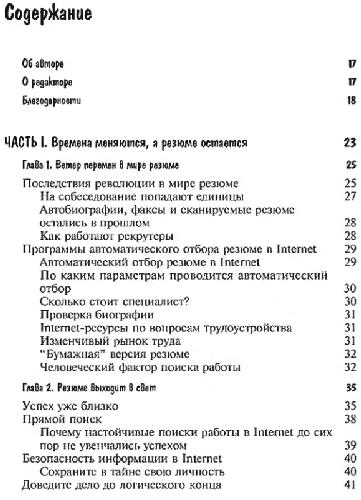 Содержание
Об авторе 17
О редакторе 17
Благодарности 18
ЧАСТЬ I. Времена меняются, а резюме остается 23
Глава 1. Ветер перемен в мире резюме 25
Последствия революции в мире резюме 25
На собеседование попадают единицы 27
Автобиографии, факсы и сканируемые резюме
остались в прошлом 28
Как работают рекрутеры 28
Программы автоматического отбора резюме в Internet 29
Автоматический отбор резюме в Internet 29
По каким параметрам проводится автоматический
отбор 30
Сколько стоит специалист? 30
Проверка биографии 31
Internet-ресурсы по вопросам трудоустройства 31
Изменчивый рынок труда 31
"Бумажная" версия резюме 32
Человеческий фактор поиска работы 32
Глава 2. Резюме выходит в свет 35
Успех уже близко 35
Прямой поиск 38
Почему настойчивые поиски работы в Internet до сих
пор не увенчались успехом 39
Безопасность информации в Internet 40
Сохраните в тайне свою личность 40
Доведите дело до логического конца 41